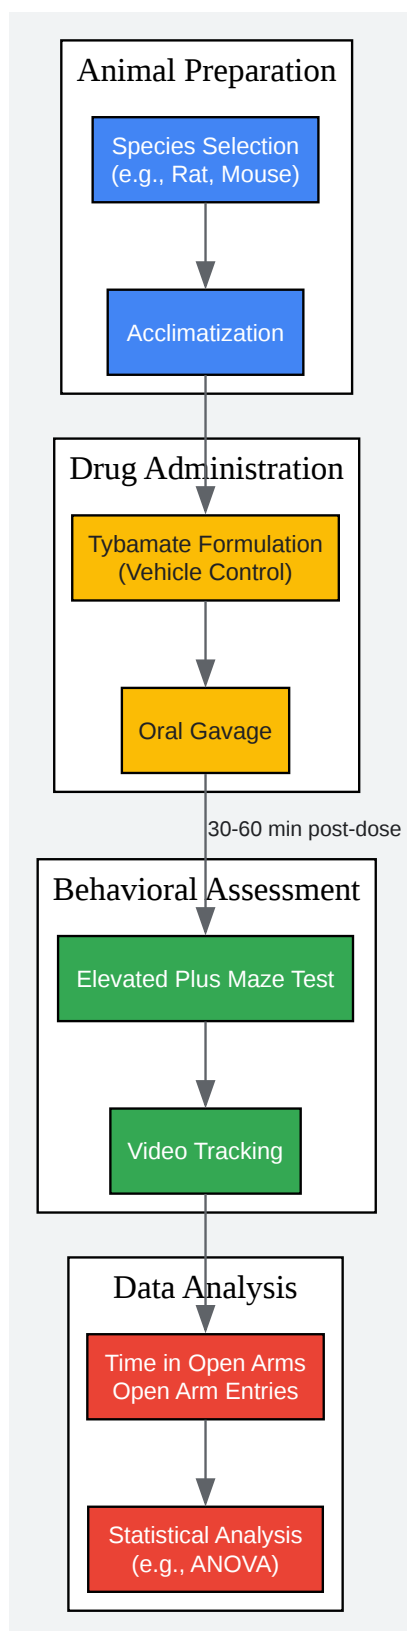 Animal Preparation
Species Selection
(e.g., Rat, Mouse)
Acclimatization
Drug Administration
Tybamate Formulation
(Vehicle Control)
Oral Gavage
30-60 min post-dose
Behavioral Assessment
Elevated Plus Maze Test
Video Tracking
Data Analysis
Time in Open Arms
Open Arm Entries
Statistical Analysis
(e.g., ANOVA)